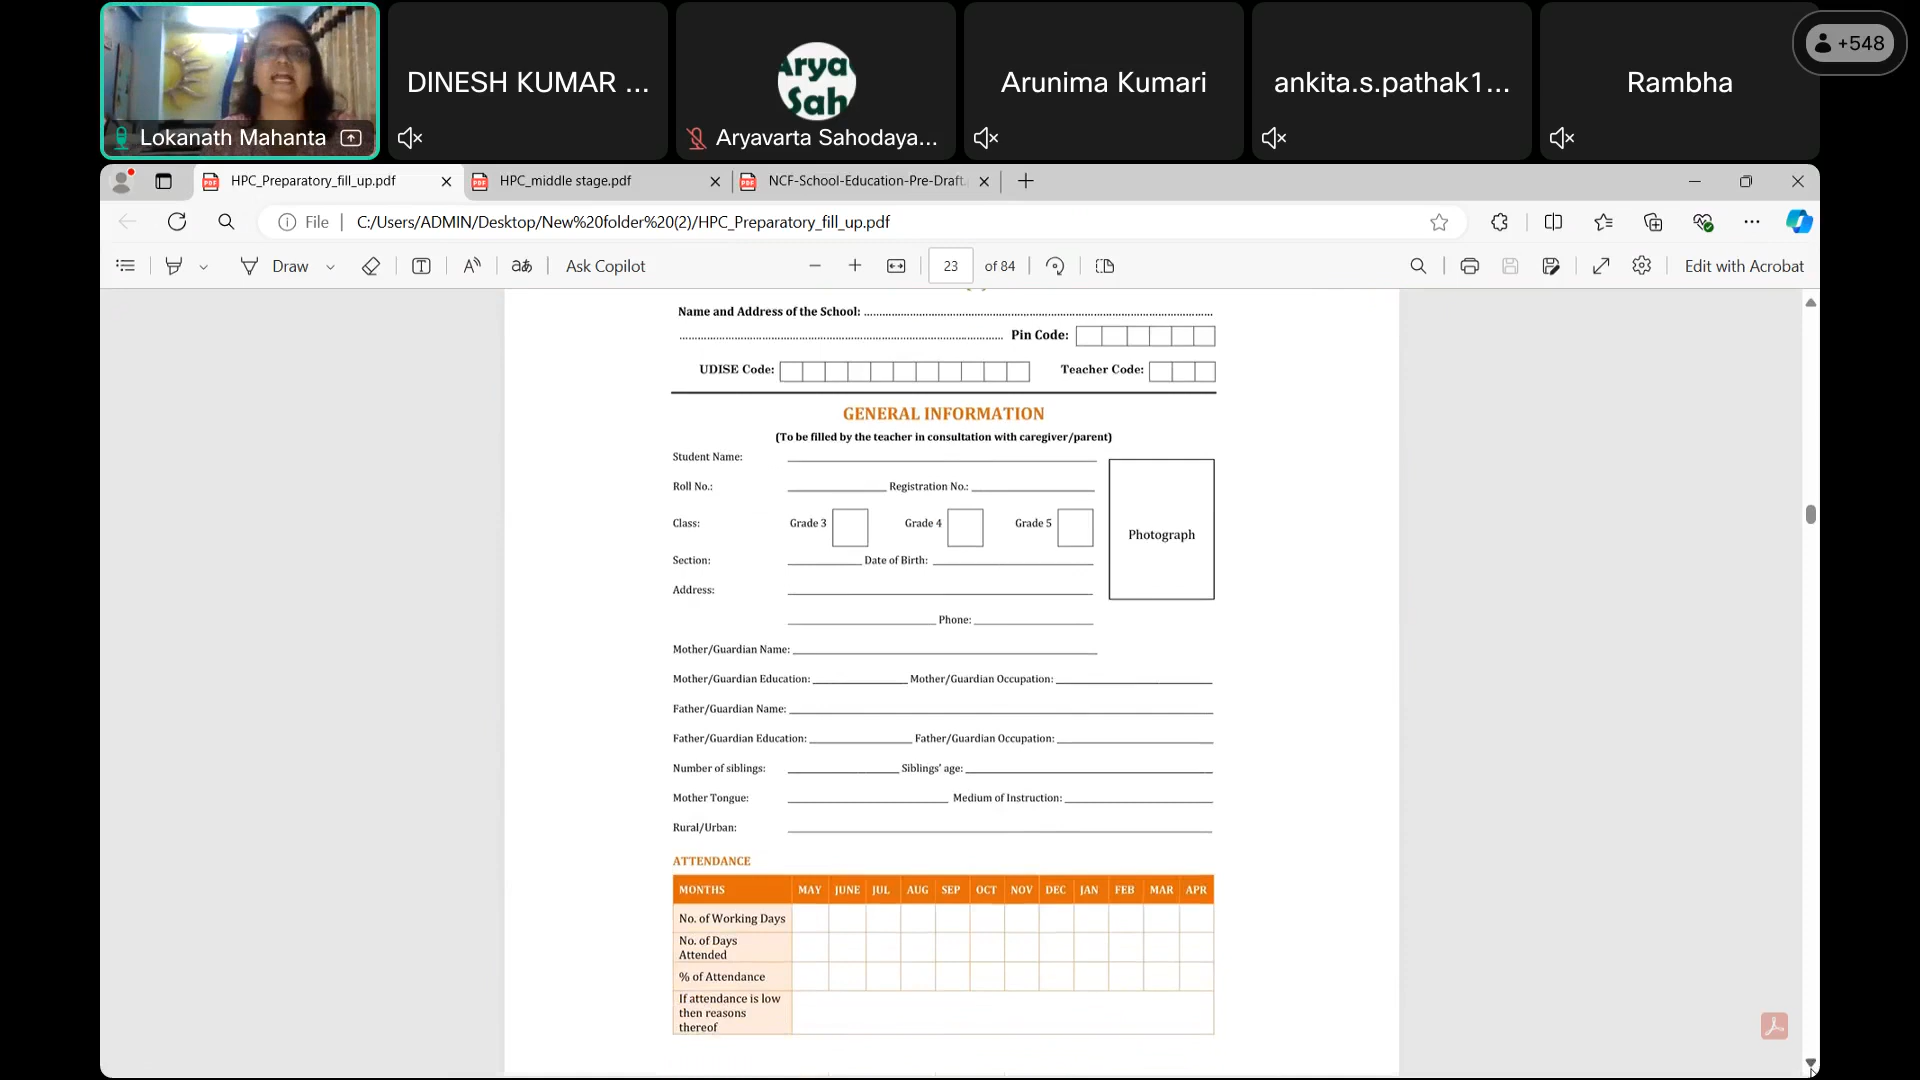 DINESH KUMAR ...
Arya
Sah
Arunima Kumari
ankita.s.pathak1...
Rambha
+548
Lokanath Mahanta
Aryavarta Sahodaya...
HPC_Preparatory_fill_up.pdf
HPC_middle stage.pdf
NCF-School-Education-Pre-Draft.
File
C:/Users/ADMIN/Desktop/New%20folder%20(2)/HPC_Preparatory_fill_up.pdf
Draw
Ask Copilot
23 of 84
Edit with Acrobat
Name and Address of the School: ........................................
........................................ Pin Code:
UDISE Code:
Teacher Code:
GENERAL INFORMATION
(To be filled by the teacher in consultation with caregiver/parent)
Student Name:
Roll No.: Registration No.:
Class: Grade 3 Grade 4 Grade 5
Photograph
Section: Date of Birth:
Address:
Phone:
Mother/Guardian Name:
Mother/Guardian Education: Mother/Guardian Occupation:
Father/Guardian Name:
Father/Guardian Education: Father/Guardian Occupation:
Number of siblings: Siblings' age:
Mother Tongue: Medium of Instruction:
Rural/Urban:
ATTENDANCE
MONTHS MAY JUNE JUL AUG SEP OCT NOV DEC JAN FEB MAR APR
No. of Working Days
No. of Days
Attended
% of Attendance
If attendance is low
then reasons
thereof